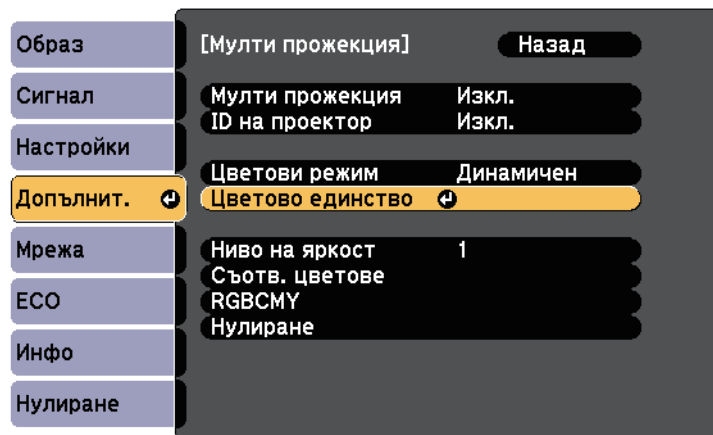 Образ
Сигнал
Настройки
Допълнит.
Мрежа
ECO
Инфо
Нулиране
[Мулти прожекция] Назад
Мулти прожекция Изкл.
ID на проектор Изкл.
Цветови режим Динамичен
Цветово единство
Ниво на яркост 1
Съотв. цветове
RGBCMY
Нулиране